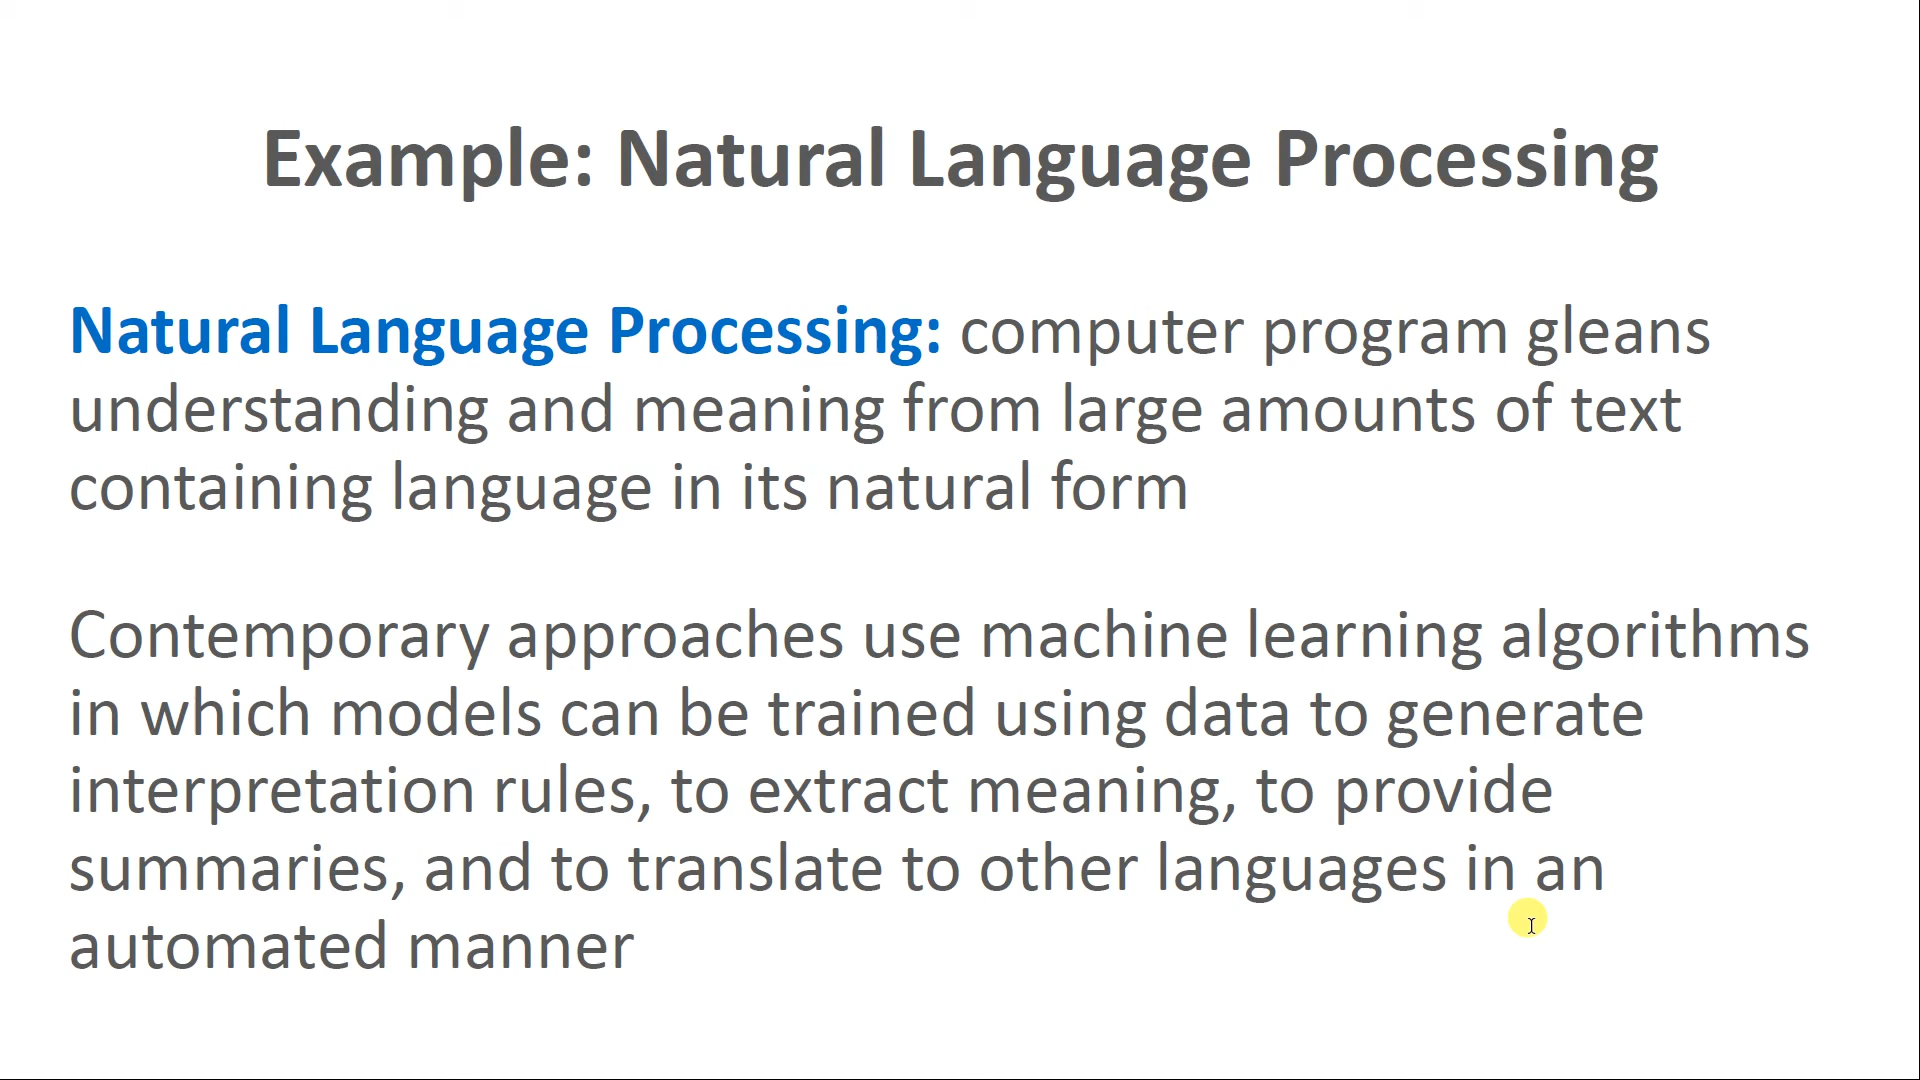 Example: Natural Language Processing
Natural Language Processing: computer program gleans
understanding and meaning from large amounts of text
containing language in its natural form
Contemporary approaches use machine learning algorithms
in which models can be trained using data to generate
interpretation rules, to extract meaning, to provide
summaries, and to translate to other languages in an
automated manner